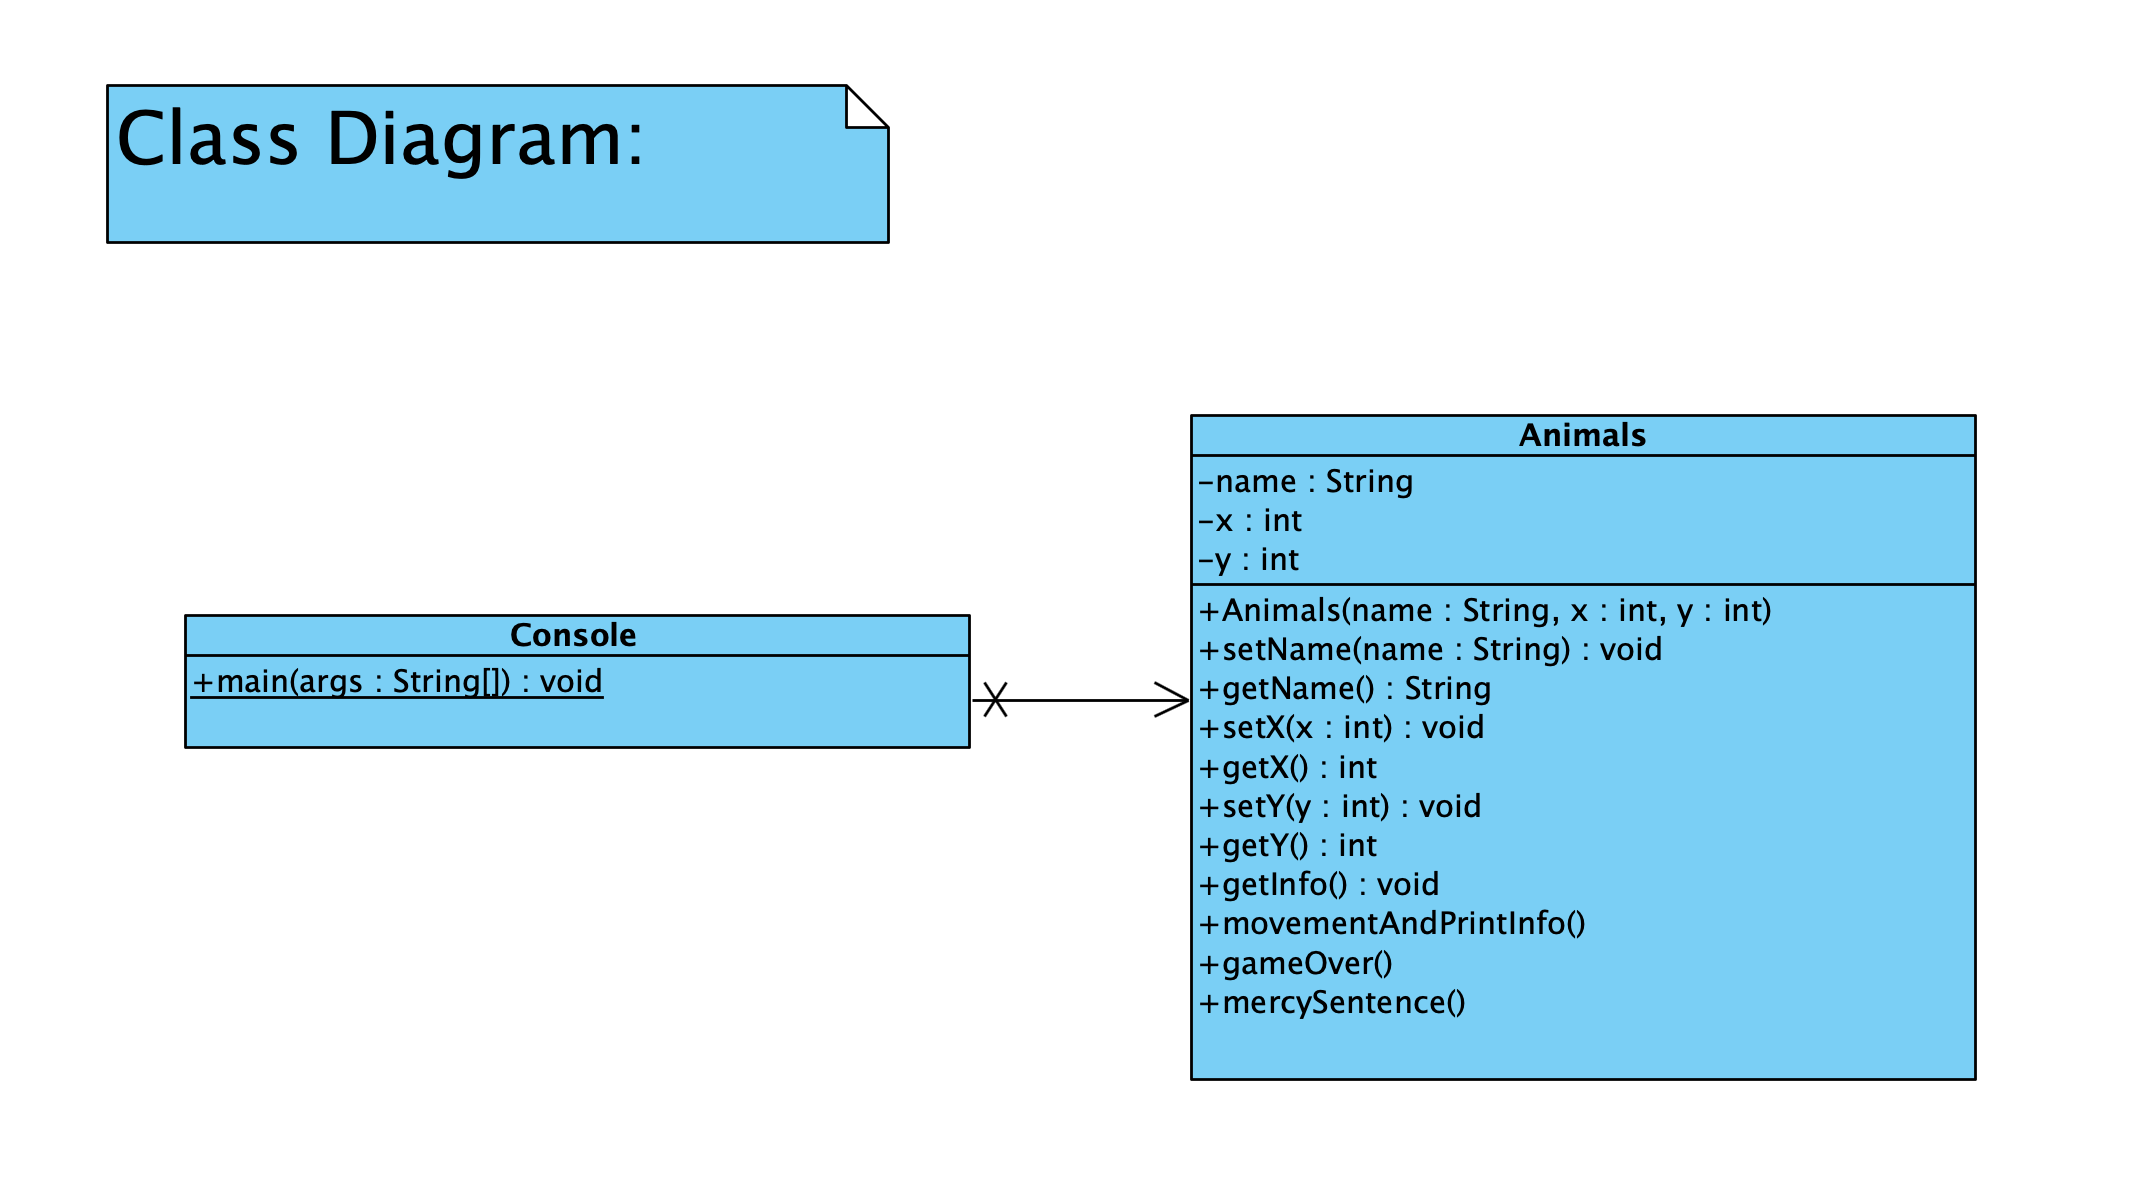 Class Diagram:
Animals
-name : String
-x : int
-y : int
+Animals(name : String, x : int, y : int)
+setName(name : String) : void
+getName() : String
+setX(x : int) : void
+getX() : int
+setY(y : int) : void
+getY() : int
+getInfo() : void
+movementAndPrintInfo()
+gameOver()
+mercySentence()
Console
+main(args : String[]) : void